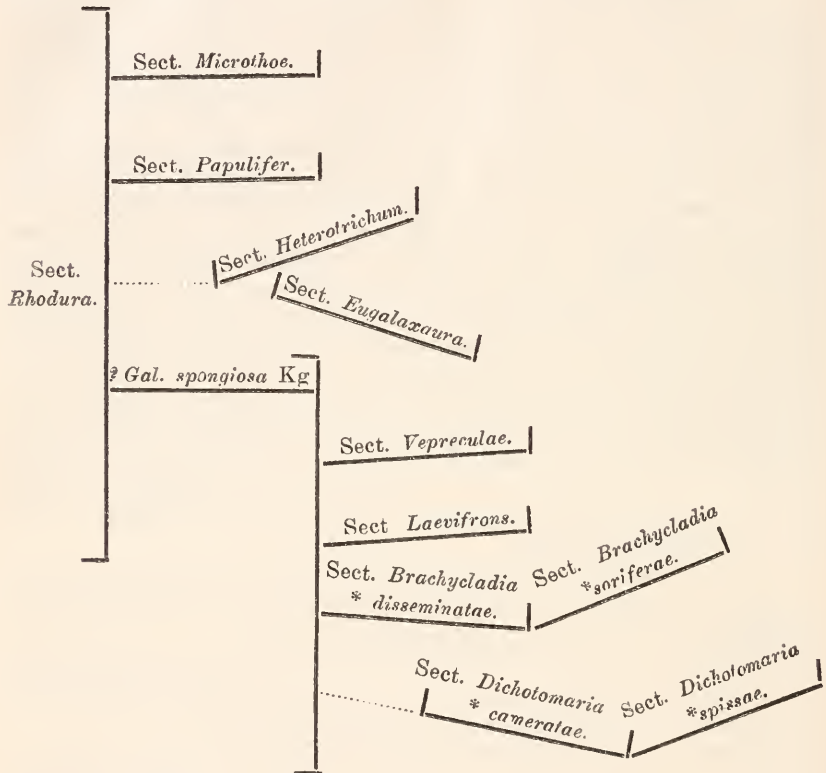 Sect. Microthoe.
Sect. Papulifer.
Sect. Heterotrichum.
Sect.
Rhodura.
Sect. Eugalaxaura.
? Gal. spongiosa Kg
Sect. Vepreculae.
Sect Laevifrons.
Sect. Brachycladia
* disseminatae.
Sect. Brachycladia
*soriferae.
Sect. Dichotomaria
* cameratae.
Sect. Dichotomaria
*spissae.